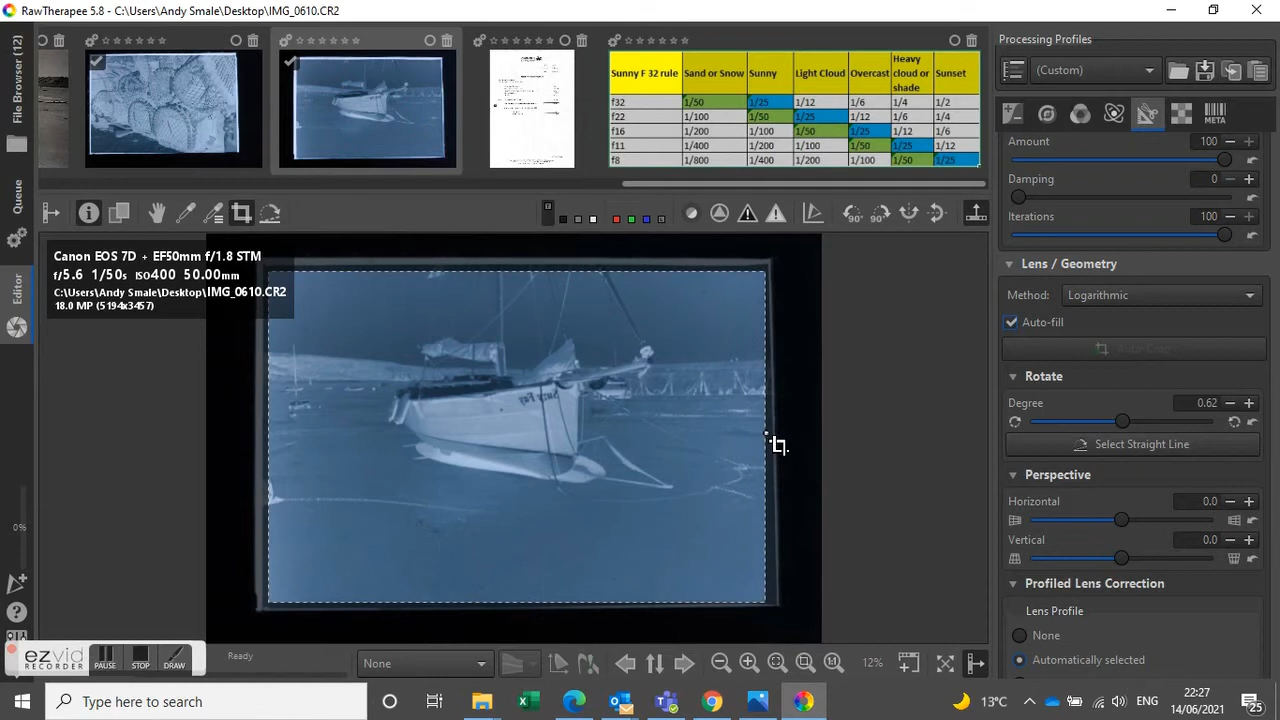 RawTherapee 5.8 - C:\Users\Andy Smale\Desktop\IMG_0610.CR2
File Browser (12)
Queue
Editor
0%
Sunny F 32 rule Sand or Snow Sunny Light Cloud Overcast Heavy cloud or shade Sunset
f32 1/50 1/25 1/12 1/6 1/4 1/2
f22 1/100 1/50 1/25 1/12 1/6 1/4
f16 1/200 1/100 1/50 1/25 1/12 1/6
f11 1/400 1/200 1/100 1/50 1/25 1/12
f8 1/800 1/400 1/200 1/100 1/50 1/25
Canon EOS 7D + EF50mm f/1.8 STM
f/5.6 1/50s ISO400 50.00mm
C:\Users\Andy Smale\Desktop\IMG_0610.CR2
18.0 MP (5194x3457)
Processing Profiles
(Custom)
META
Amount 100
Damping 0
Iterations 100
Lens / Geometry
Method: Logarithmic
Auto-fill
Auto-Crop
Rotate
Degree 0.62
Select Straight Line
Perspective
Horizontal 0.0
Vertical 0.0
Profiled Lens Correction
Lens Profile
None
Automatically selected
ezvid
RECORDER
PAUSE
STOP
DRAW
Ready
None
12%
Type here to search
13°C
ENG
22:27
14/06/2021
25